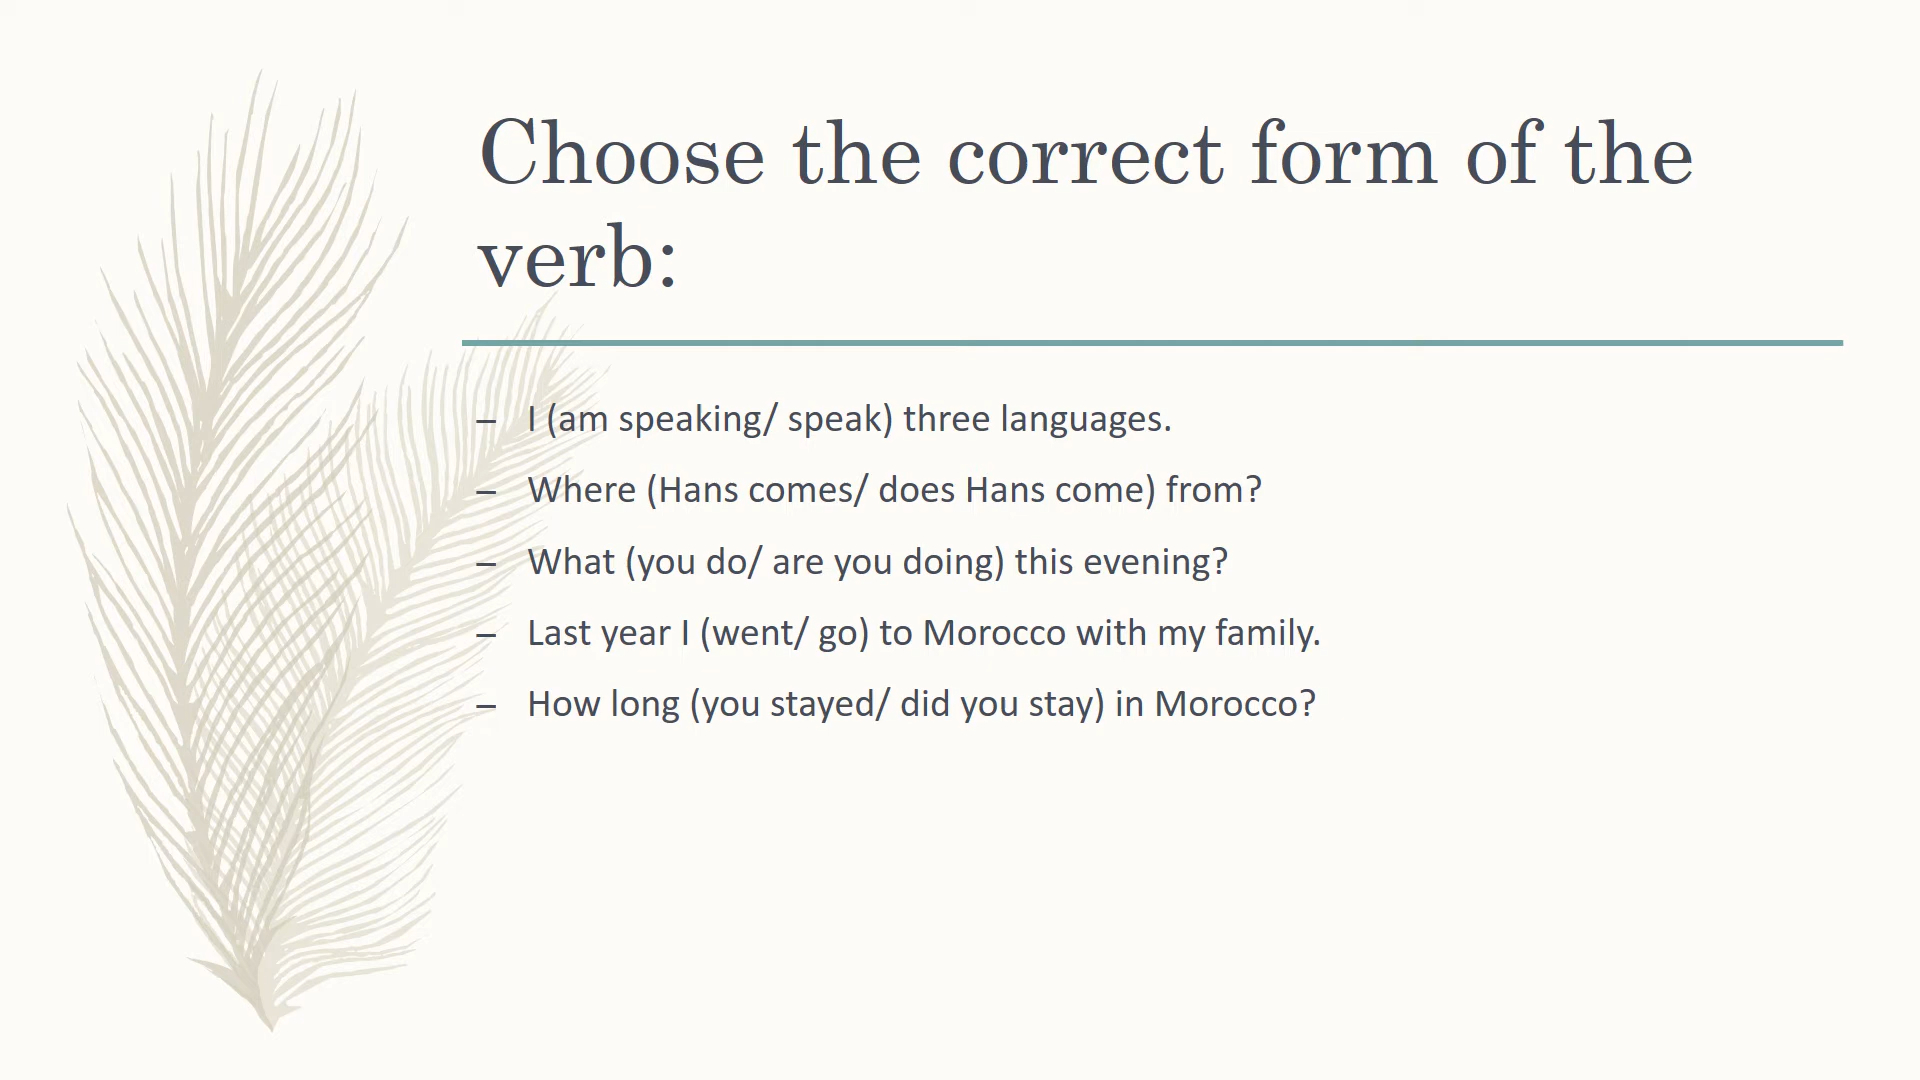 Choose the correct form of the
verb:
– I (am speaking/ speak) three languages.
– Where (Hans comes/ does Hans come) from?
– What (you do/ are you doing) this evening?
– Last year I (went/ go) to Morocco with my family.
– How long (you stayed/ did you stay) in Morocco?